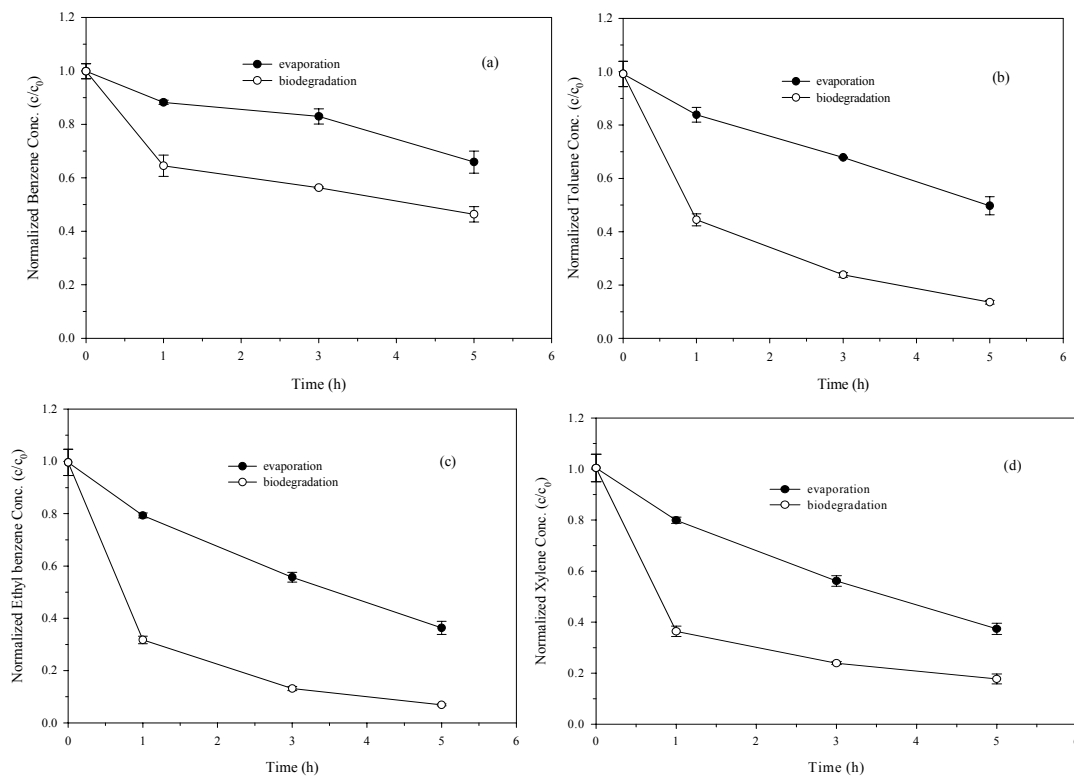 1.2
1.0
0.8
0.6
0.4
0.2
0.0
Normalized Benzene Conc. (c/c₀)
evaporation
biodegradation
(a)
0 1 2 3 4 5 6
Time (h)
1.2
1.0
0.8
0.6
0.4
0.2
0.0
Normalized Toluene Conc. (c/c₀)
evaporation
biodegradation
(b)
0 1 2 3 4 5 6
Time (h)
1.2
1.0
0.8
0.6
0.4
0.2
0.0
Normalized Ethyl benzene Conc. (c/c₀)
evaporation
biodegradation
(c)
0 1 2 3 4 5 6
Time (h)
1.2
1.0
0.8
0.6
0.4
0.2
0.0
Normalized Xylene Conc. (c/c₀)
evaporation
biodegradation
(d)
0 1 2 3 4 5 6
Time (h)